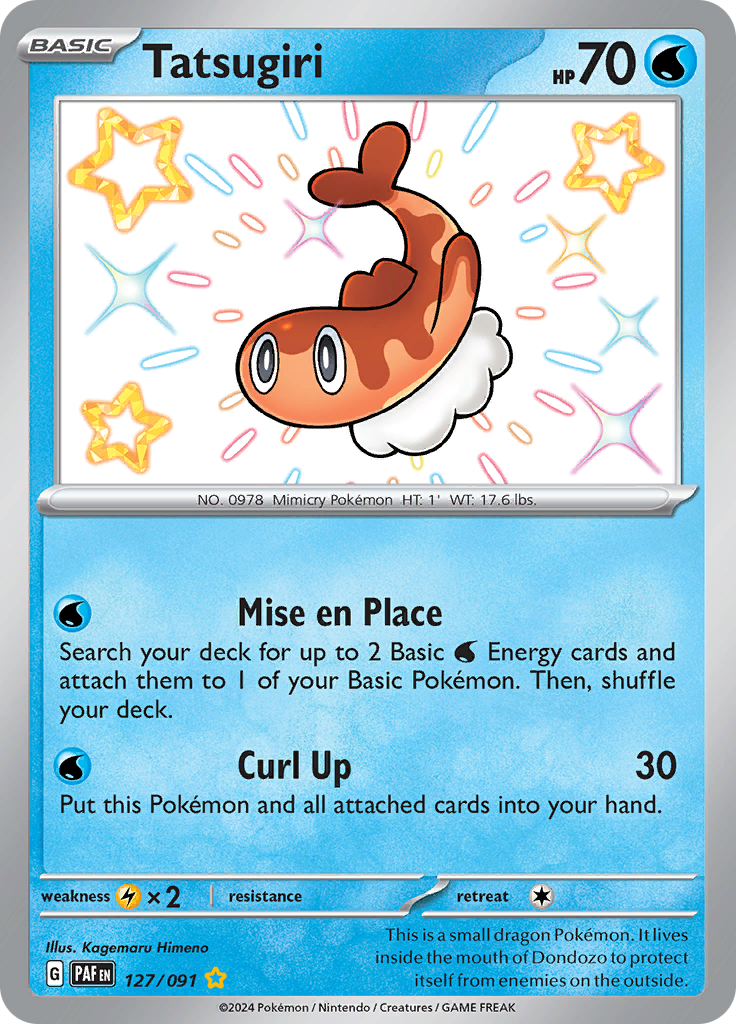 BASIC
Tatsugiri
HP 70
NO. 0978 Mimicry Pokémon HT: 1' WT: 17.6 lbs.
Mise en Place
Search your deck for up to 2 Basic Energy cards and
attach them to 1 of your Basic Pokémon. Then, shuffle
your deck.
Curl Up 30
Put this Pokémon and all attached cards into your hand.
weakness ×2 resistance retreat
Illus. Kagemaru Himeno
G PAF EN 127/091
This is a small dragon Pokémon. It lives
inside the mouth of Dondozo to protect
itself from enemies on the outside.
©2024 Pokémon / Nintendo / Creatures / GAME FREAK